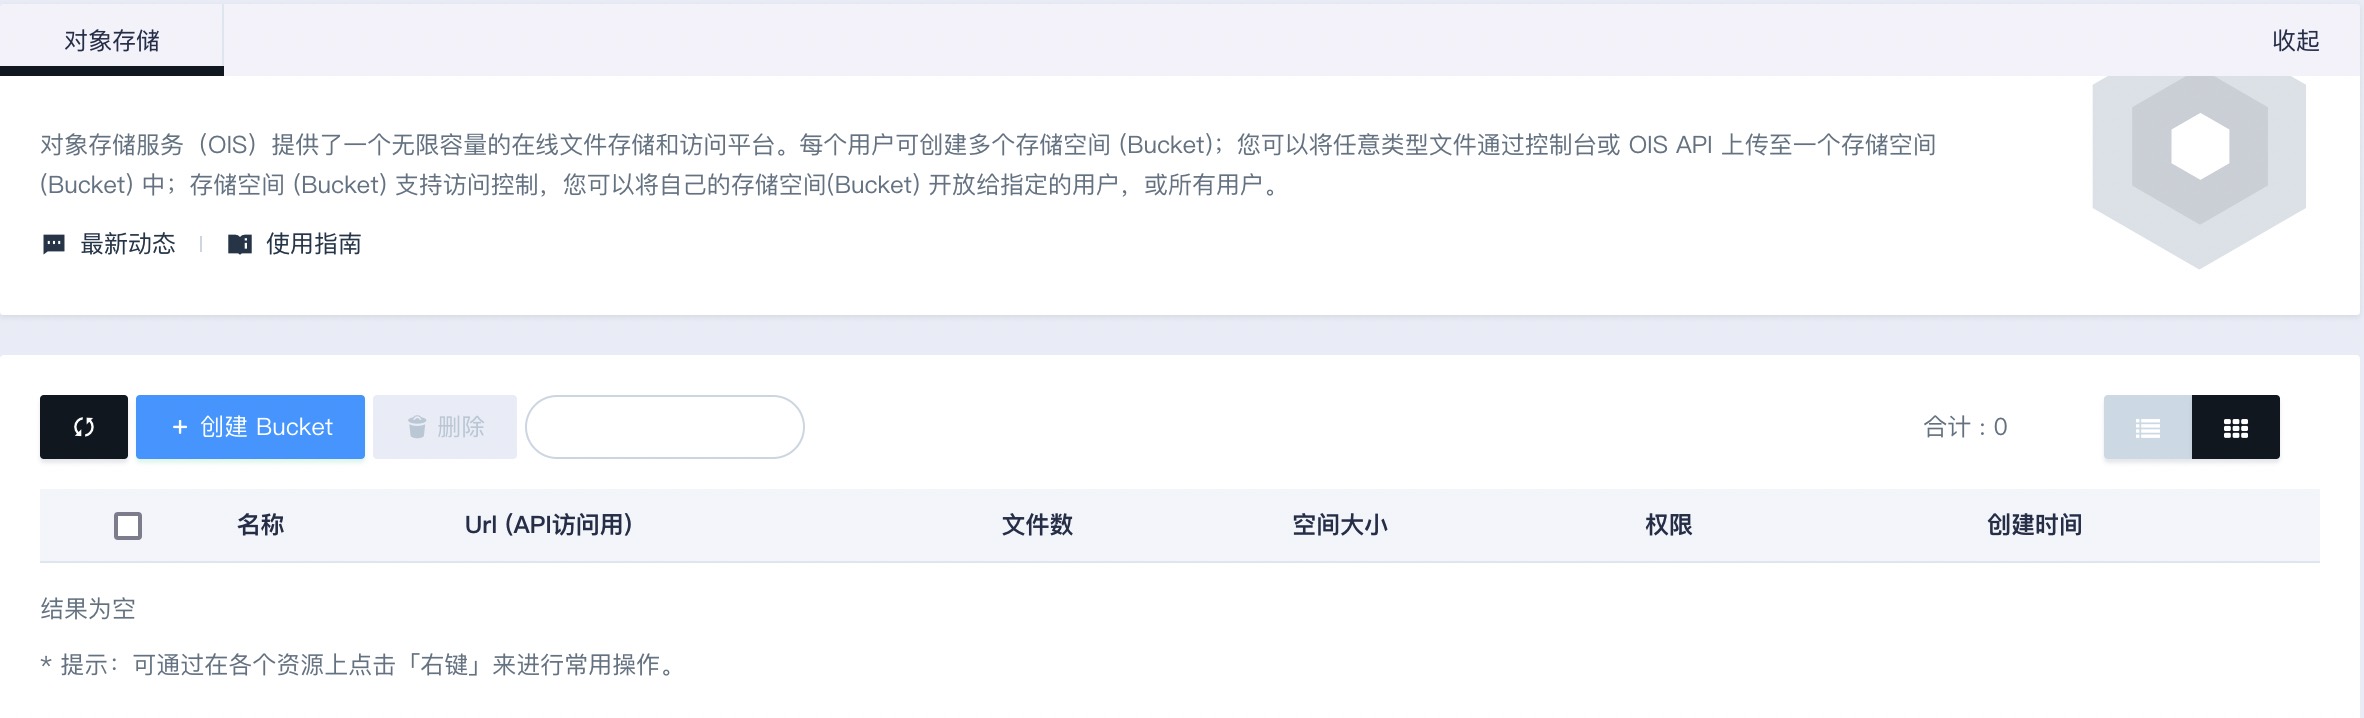 对象存储
收起
对象存储服务（OIS）提供了一个无限容量的在线文件存储和访问平台。每个用户可创建多个存储空间 (Bucket)；您可以将任意类型文件通过控制台或 OIS API 上传至一个存储空间
(Bucket) 中；存储空间 (Bucket) 支持访问控制，您可以将自己的存储空间(Bucket) 开放给指定的用户，或所有用户。
最新动态 使用指南
+ 创建 Bucket 删除 合计：0
名称 Url (API访问用) 文件数 空间大小 权限 创建时间
结果为空
* 提示：可通过在各个资源上点击「右键」来进行常用操作。